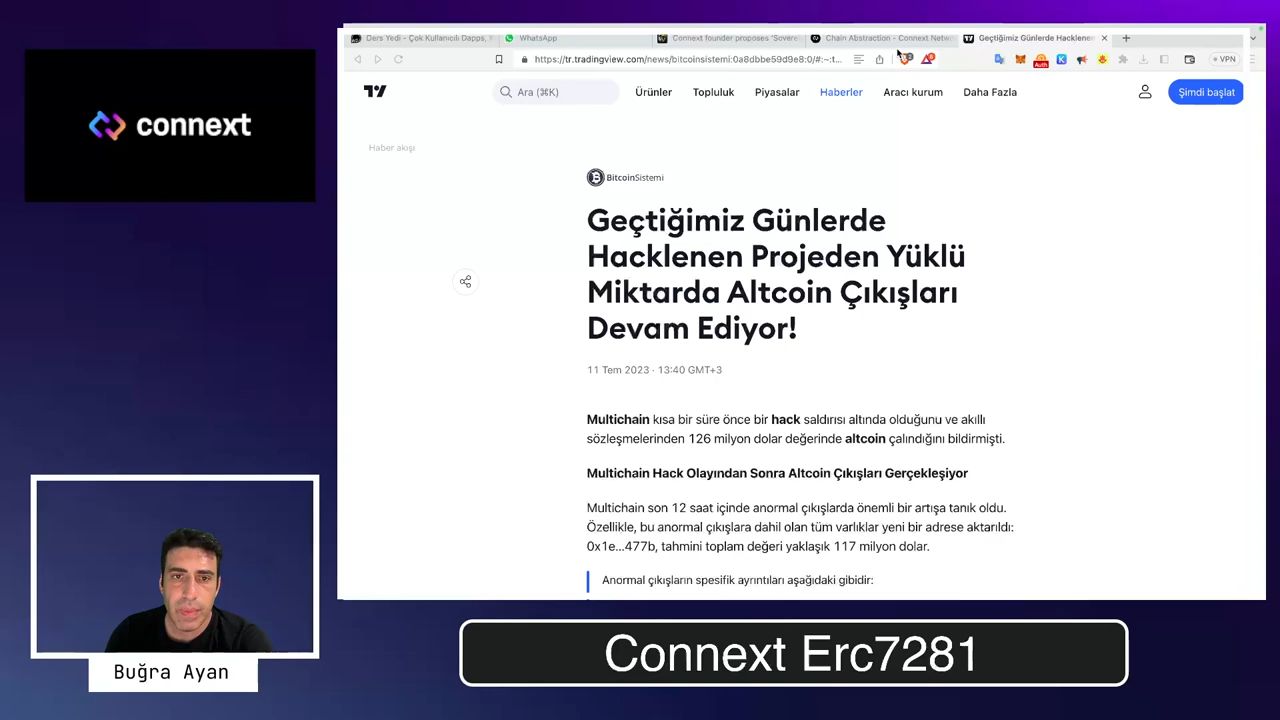 connext
Ders Yedi - Çok Kullanıcılı Dapps,
WhatsApp
Connext founder proposes 'Sovere
Chain Abstraction - Connext Netw
Geçtiğimiz Günlerde Hacklenen
https://tr.tradingview.com/news/bitcoinsistemi:0a8dbbe59d9e8:0/#:~:t...
Auth
VPN
Ara (⌘K)
Ürünler
Topluluk
Piyasalar
Haberler
Aracı kurum
Daha Fazla
Şimdi başlat
Haber akışı
BitcoinSistemi
Geçtiğimiz Günlerde
Hacklenen Projeden Yüklü
Miktarda Altcoin Çıkışları
Devam Ediyor!
11 Tem 2023 · 13:40 GMT+3
Multichain kısa bir süre önce bir hack saldırısı altında olduğunu ve akıllı
sözleşmelerinden 126 milyon dolar değerinde altcoin çalındığını bildirmişti.
Multichain Hack Olayından Sonra Altcoin Çıkışları Gerçekleşiyor
Multichain son 12 saat içinde anormal çıkışlarda önemli bir artışa tanık oldu.
Özellikle, bu anormal çıkışlara dahil olan tüm varlıklar yeni bir adrese aktarıldı:
0x1e...477b, tahmini toplam değeri yaklaşık 117 milyon dolar.
Anormal çıkışların spesifik ayrıntıları aşağıdaki gibidir:
Buğra Ayan
Connext Erc7281